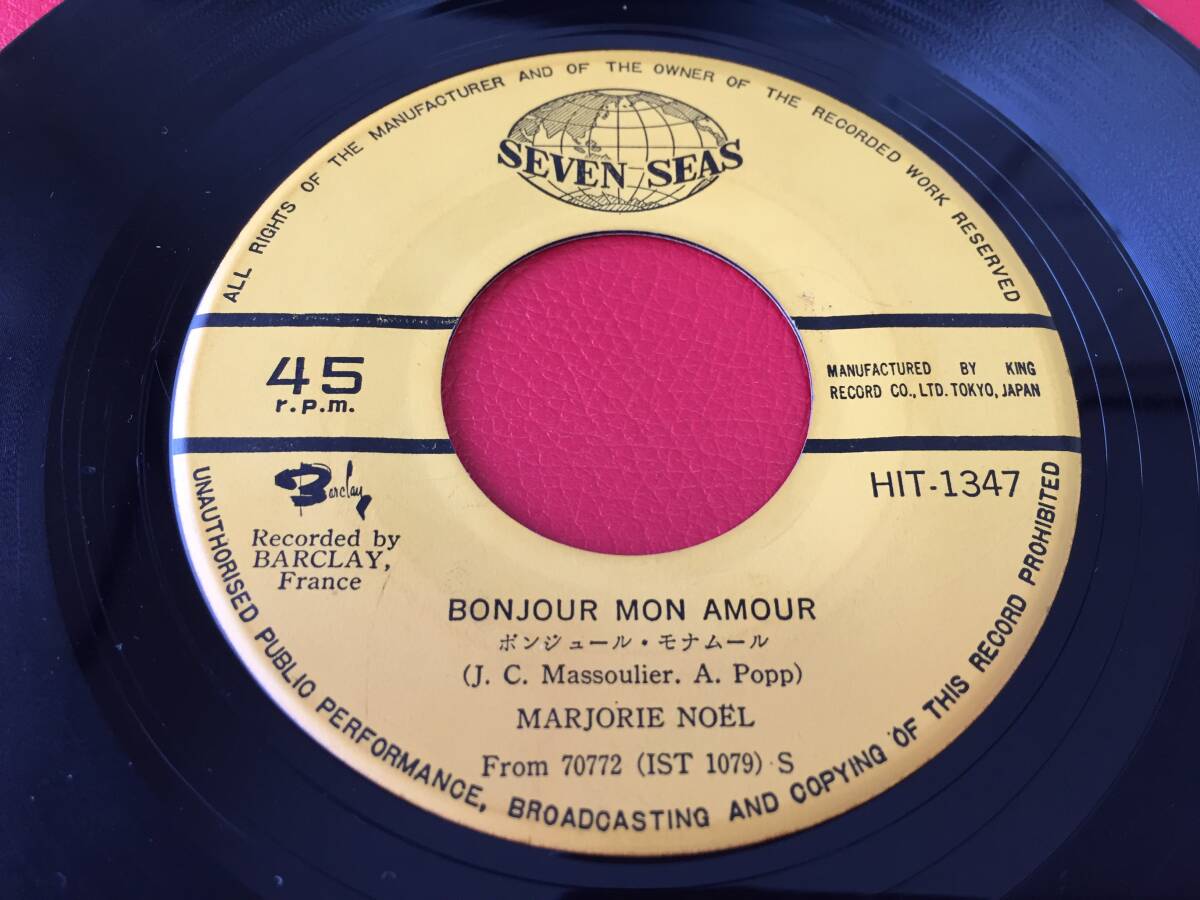 ALL RIGHTS OF THE MANUFACTURER AND OF THE OWNER OF THE RECORDED WORK RESERVED
SEVEN SEAS
45
r.p.m.
MANUFACTURED BY KING
RECORD CO., LTD. TOKYO, JAPAN
Barclay
Recorded by
BARCLAY,
France
HIT-1347
BONJOUR MON AMOUR
ボンジュール・モナムール
(J. C. Massoulier. A. Popp)
MARJORIE NOËL
From 70772 (IST 1079) S
UNAUTHORISED PUBLIC PERFORMANCE, BROADCASTING AND COPYING OF THIS RECORD PROHIBITED